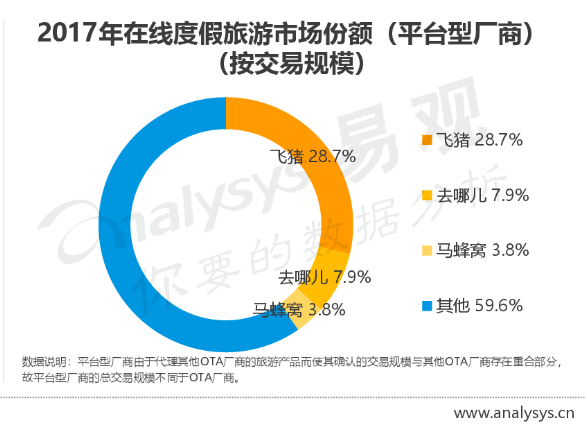 2017年在线度假旅游市场份额（平台型厂商）
（按交易规模）
飞猪 28.7%
去哪儿 7.9%
马蜂窝 3.8%
飞猪 28.7%
去哪儿 7.9%
马蜂窝 3.8%
其他 59.6%
analysys易观
你要的数据分析
数据说明：平台型厂商由于代理其他OTA厂商的旅游产品而使其确认的交易规模与其他OTA厂商存在重合部分，
故平台型厂商的总交易规模不同于OTA厂商。
www.analysys.cn